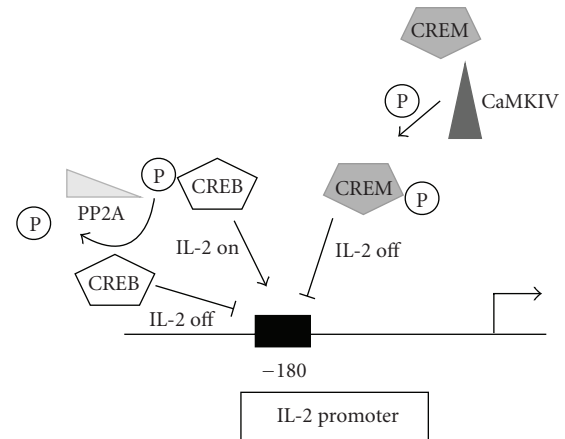 CREM
P
CaMKIV
P
CREB
CREM
P
PP2A
P
IL-2 on
IL-2 off
CREB
IL-2 off
−180
IL-2 promoter